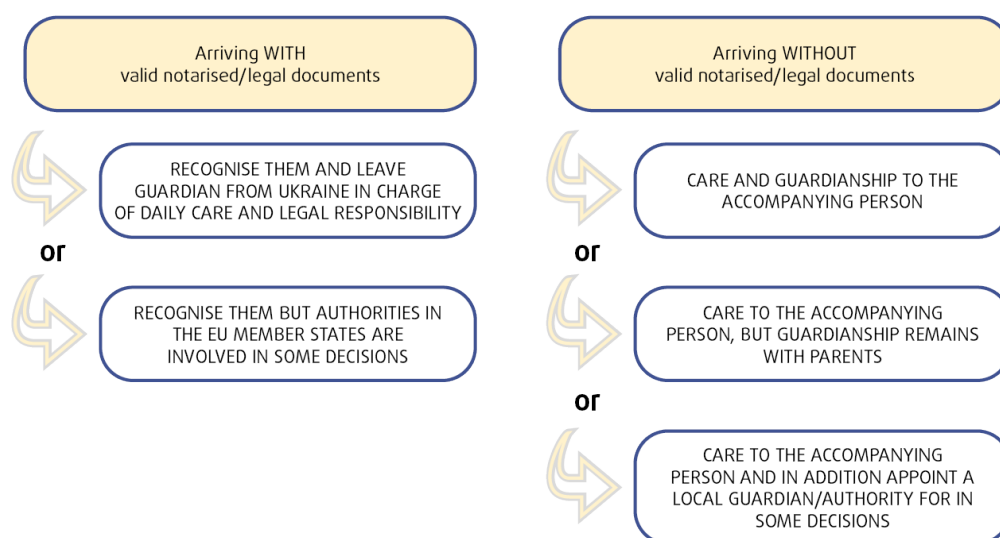 Arriving WITH
valid notarised/legal documents
RECOGNISE THEM AND LEAVE
GUARDIAN FROM UKRAINE IN CHARGE
OF DAILY CARE AND LEGAL RESPONSIBILITY
or
RECOGNISE THEM BUT AUTHORITIES IN
THE EU MEMBER STATES ARE
INVOLVED IN SOME DECISIONS
Arriving WITHOUT
valid notarised/legal documents
CARE AND GUARDIANSHIP TO THE
ACCOMPANYING PERSON
or
CARE TO THE ACCOMPANYING
PERSON, BUT GUARDIANSHIP REMAINS
WITH PARENTS
or
CARE TO THE ACCOMPANYING
PERSON AND IN ADDITION APPOINT A
LOCAL GUARDIAN/AUTHORITY FOR IN
SOME DECISIONS